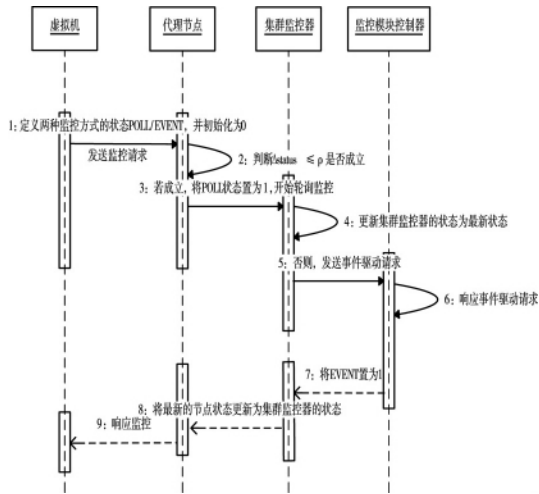 虚拟机
代理节点
集群监控器
监控模块控制器
1：定义两种监控方式的状态POLL/EVENT，并初始化为0
发送监控请求
2：判断fstatus ≤ρ是否成立
3：若成立，将POLL状态置为1,开始轮询监控
4：更新集群监控器的状态为最新状态
5：否则，发送事件驱动请求
6：响应事件驱动请求
7：将EVENT置为1
8：将最新的节点状态更新为集群监控器的状态
9：响应监控